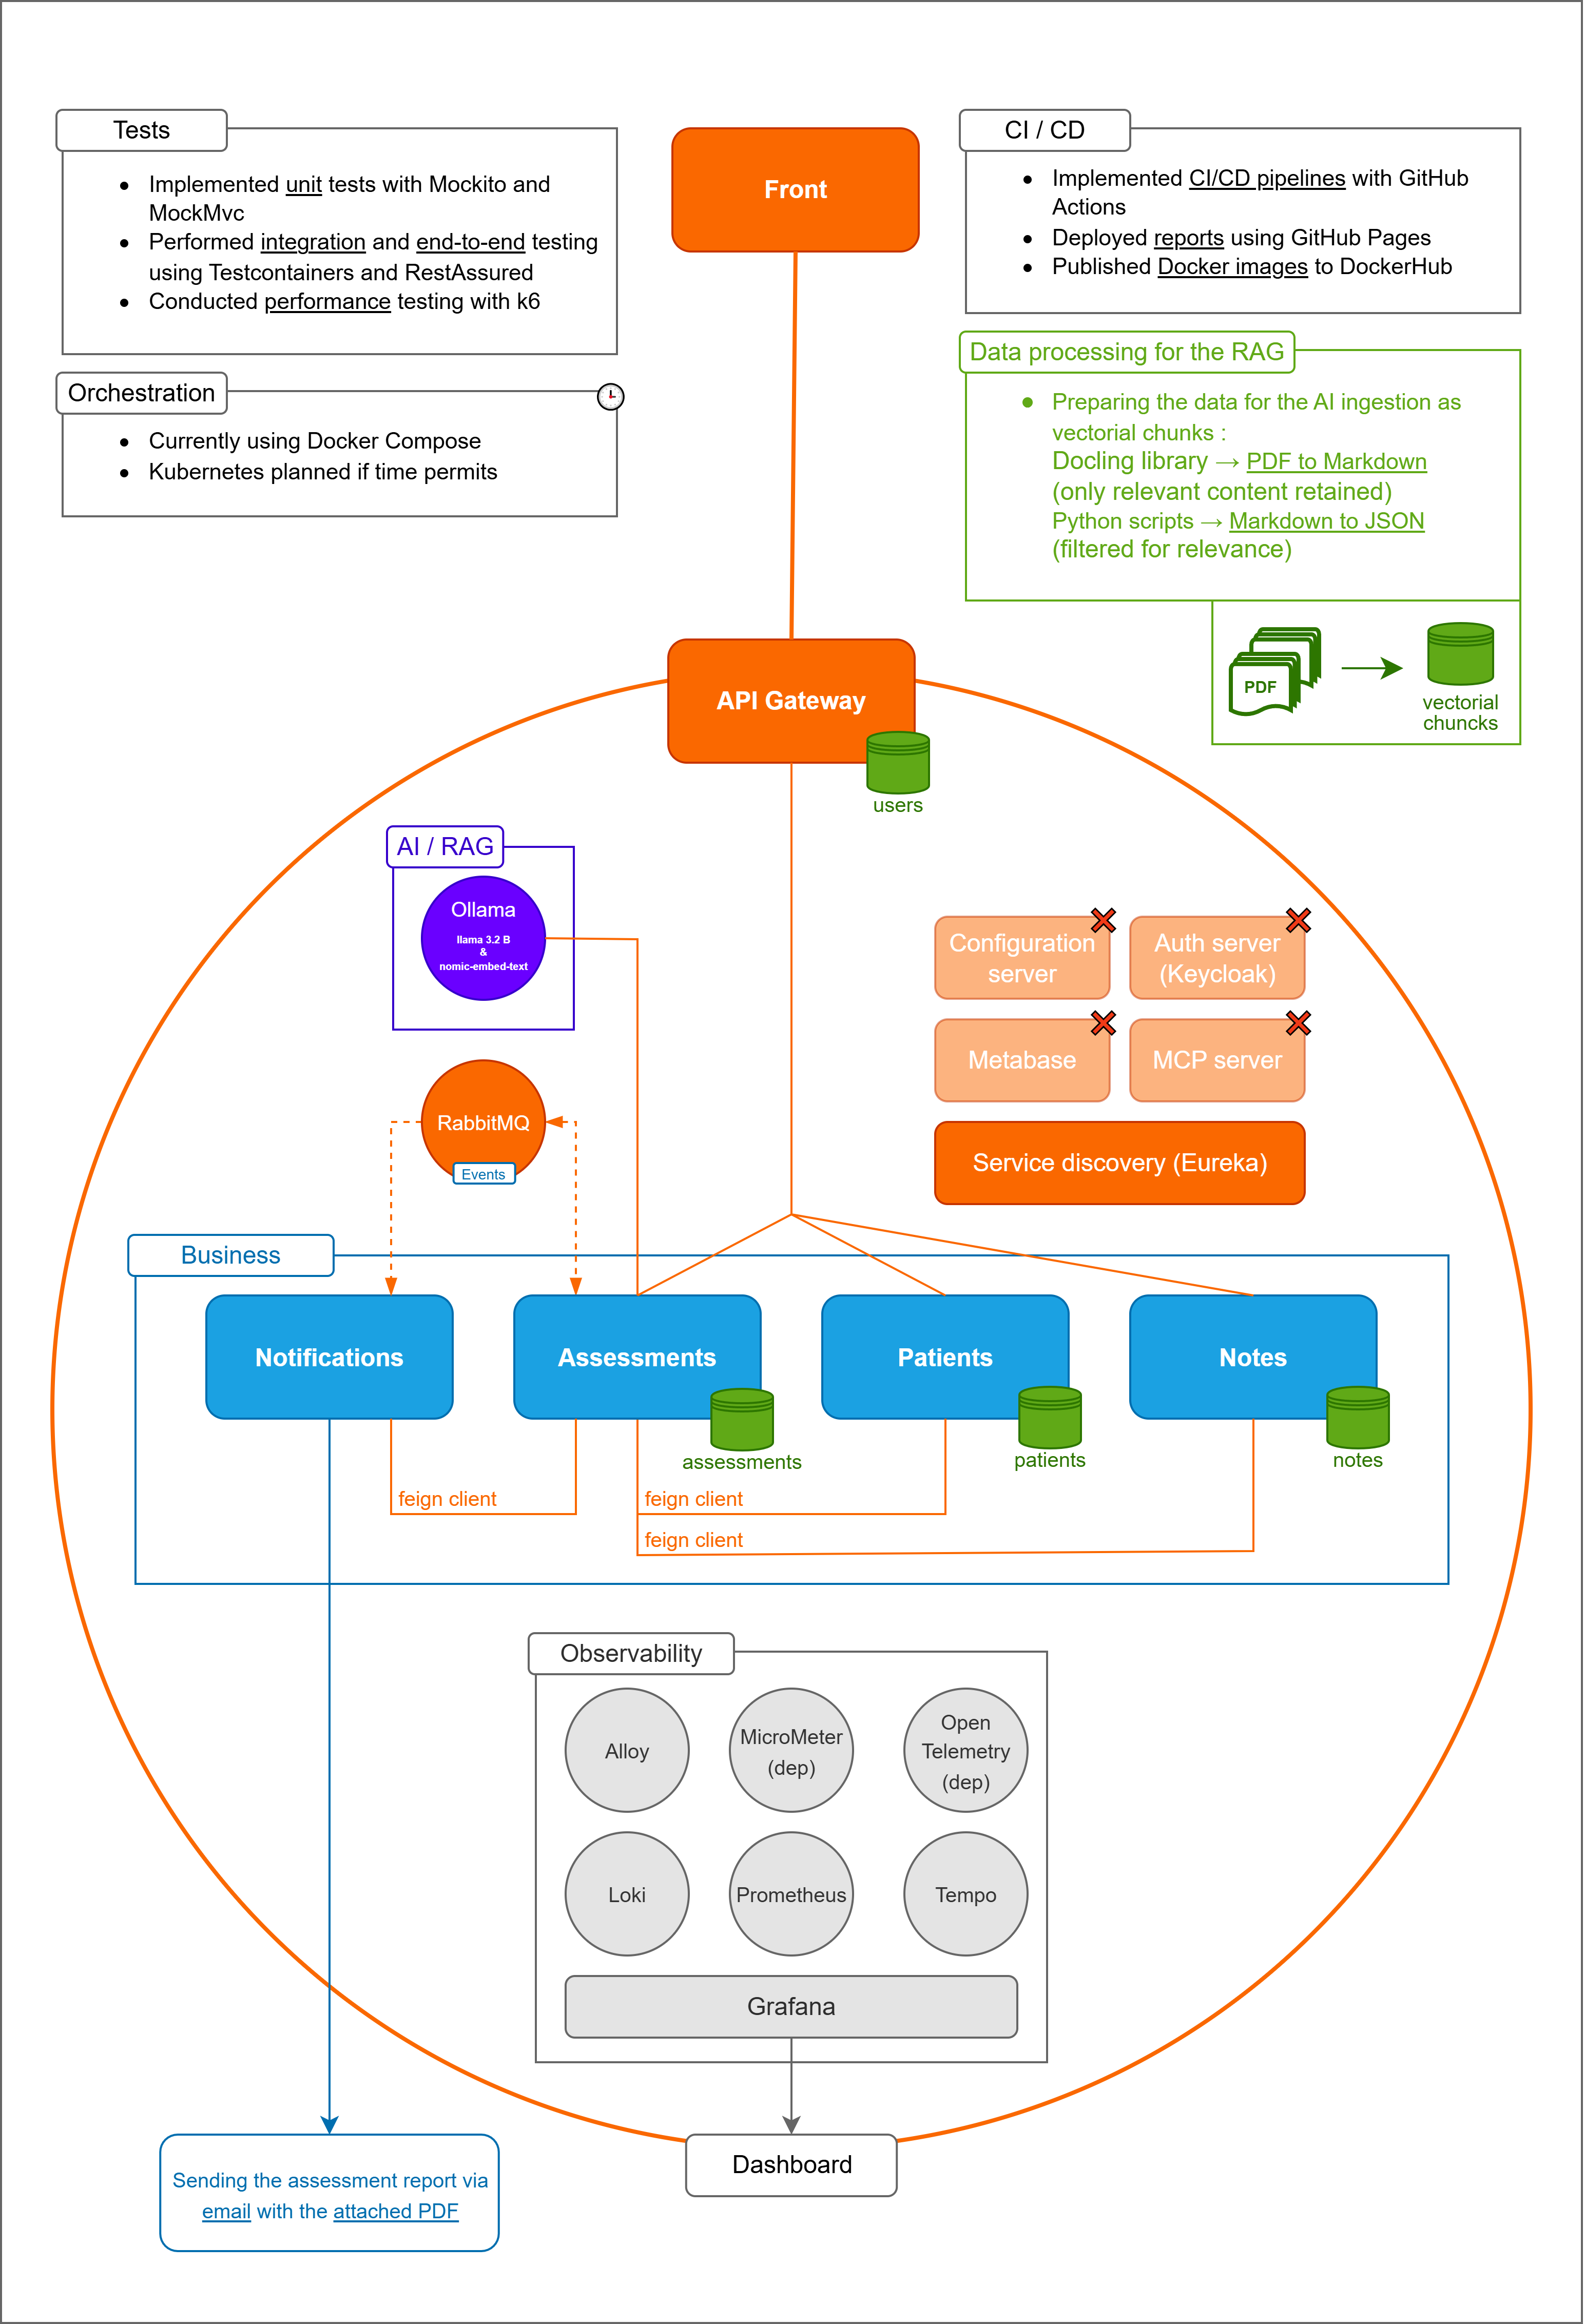 Tests
Implemented unit tests with Mockito and
MockMvc
Performed integration and end-to-end testing
using Testcontainers and RestAssured
Conducted performance testing with k6
Orchestration
Currently using Docker Compose
Kubernetes planned if time permits
Front
CI / CD
Implemented CI/CD pipelines with GitHub
Actions
Deployed reports using GitHub Pages
Published Docker images to DockerHub
Data processing for the RAG
Preparing the data for the AI ingestion as
vectorial chunks :
Docling library → PDF to Markdown
(only relevant content retained)
Python scripts → Markdown to JSON
(filtered for relevance)
PDF
vectorial
chuncks
API Gateway
users
AI / RAG
Ollama
llama 3.2 B
&
nomic-embed-text
RabbitMQ
Events
Configuration
server
Auth server
(Keycloak)
Metabase
MCP server
Service discovery (Eureka)
Business
Notifications
Assessments
Patients
Notes
assessments
patients
notes
feign client
feign client
feign client
Observability
Alloy
MicroMeter
(dep)
Open
Telemetry
(dep)
Loki
Prometheus
Tempo
Grafana
Dashboard
Sending the assessment report via
email with the attached PDF